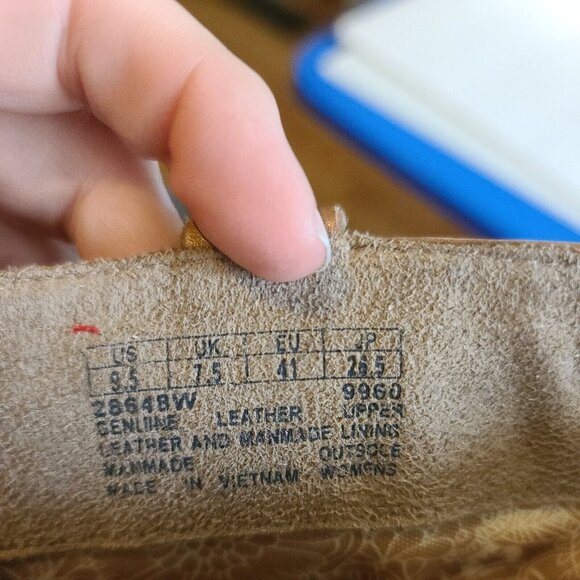 US UK EU JP
9.5 7.5 41 26.5
28648W 9960
GENUINE LEATHER UPPER
LEATHER AND MANMADE LINING
MANMADE OUTSOLE
MADE IN VIETNAM WOMENS